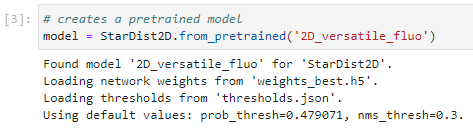 [3]: # creates a pretrained model
model = StarDist2D.from_pretrained('2D_versatile_fluo')
Found model '2D_versatile_fluo' for 'StarDist2D'.
Loading network weights from 'weights_best.h5'.
Loading thresholds from 'thresholds.json'.
Using default values: prob_thresh=0.479071, nms_thresh=0.3.